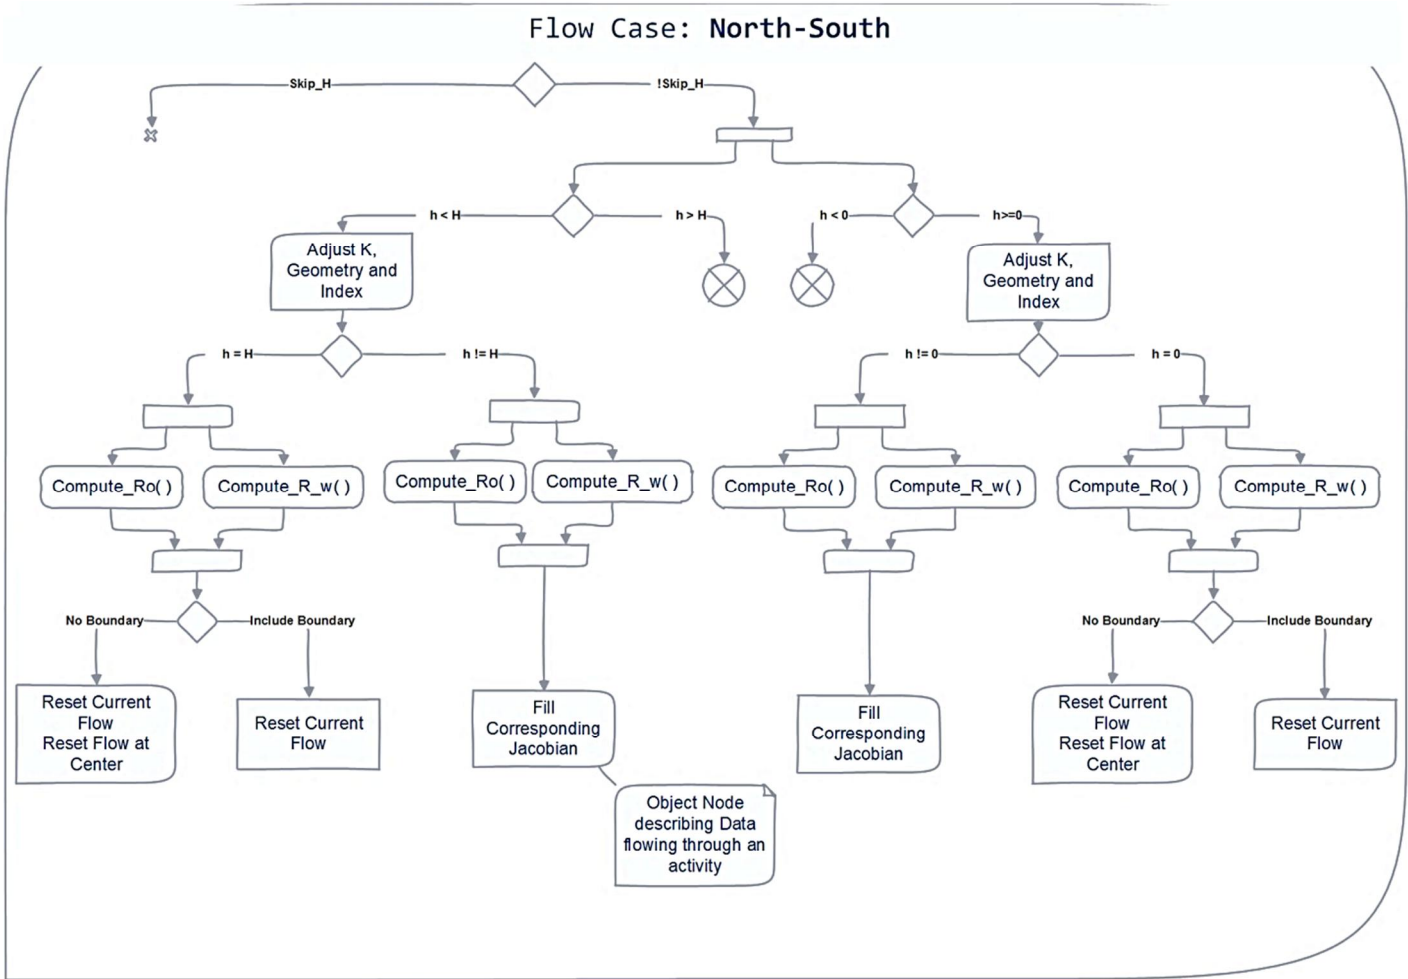 Flow Case: North-South
Skip_H
!Skip_H
h < H
h > H
h < 0
h>=0
Adjust K,
Geometry and
Index
Adjust K,
Geometry and
Index
h = H
h != H
h != 0
h = 0
Compute_Ro( )
Compute_R_w( )
Compute_Ro( )
Compute_R_w( )
Compute_Ro( )
Compute_R_w( )
Compute_Ro( )
Compute_R_w( )
No Boundary
Include Boundary
No Boundary
Include Boundary
Reset Current
Flow
Reset Flow at
Center
Reset Current
Flow
Fill
Corresponding
Jacobian
Fill
Corresponding
Jacobian
Reset Current
Flow
Reset Flow at
Center
Reset Current
Flow
Object Node
describing Data
flowing through an
activity